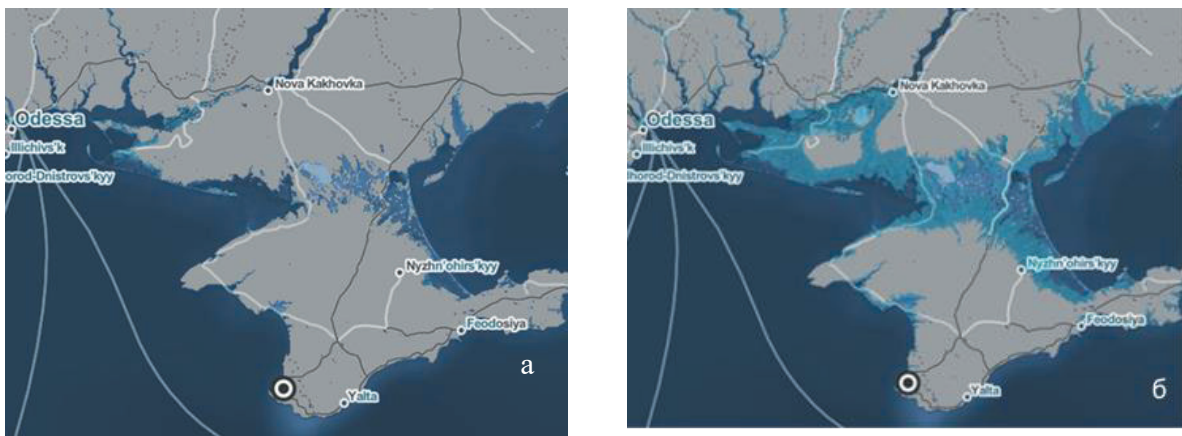 Nova Kakhovka
Odessa
Illichivs'k
horod-Dnistrovs'kyy
Nyzhn'ohirs'kyy
Feodosiya
Yalta
а
Nova Kakhovka
Odessa
Illichivs'k
lhorod-Dnistrovs'kyy
Nyzhn'ohirs'kyy
Feodosiya
Yalta
б